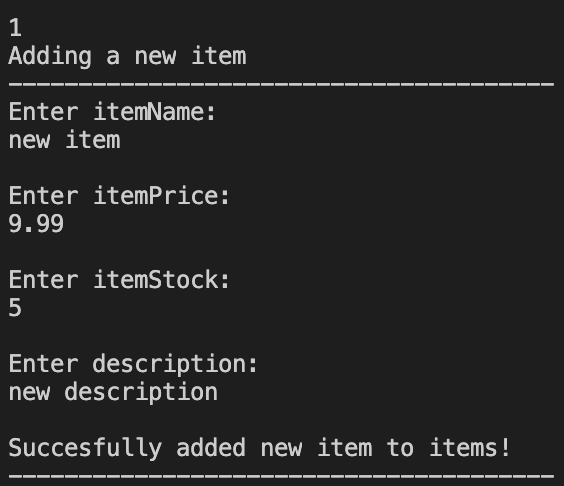 1
Adding a new item
---------------------------------------
Enter itemName:
new item
Enter itemPrice:
9.99
Enter itemStock:
5
Enter description:
new description
Succesfully added new item to items!
---------------------------------------